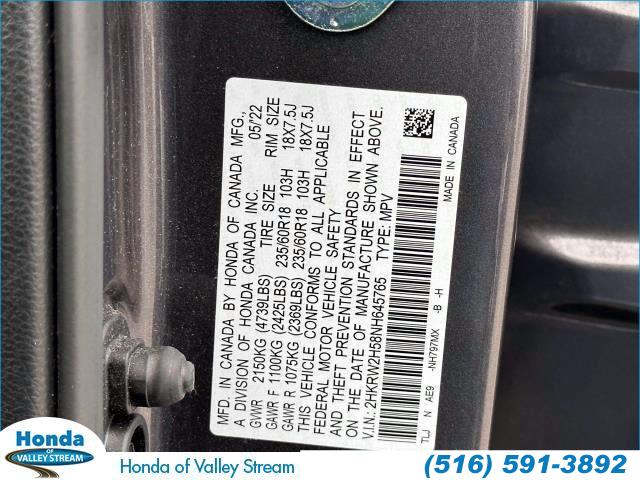 MFD. IN CANADA BY HONDA OF CANADA MFG.,
A DIVISION OF HONDA CANADA INC. 05/22
GVWR 2150KG (4739LBS) TIRE SIZE RIM SIZE
GAWR F 1100KG (2425LBS) 235/60R18 103H 18X7.5J
GAWR R 1075KG (2369LBS) 235/60R18 103H 18X7.5J
THIS VEHICLE CONFORMS TO ALL APPLICABLE
FEDERAL MOTOR VEHICLE SAFETY
AND THEFT PREVENTION STANDARDS IN EFFECT
ON THE DATE OF MANUFACTURE SHOWN ABOVE.
V.I.N.: 2HKRW2H58NH645765 TYPE: MPV
TLJ N AE9 -NH797MX -B -H
MADE IN CANADA
Honda
OF
VALLEY STREAM
Honda of Valley Stream
(516) 591-3892